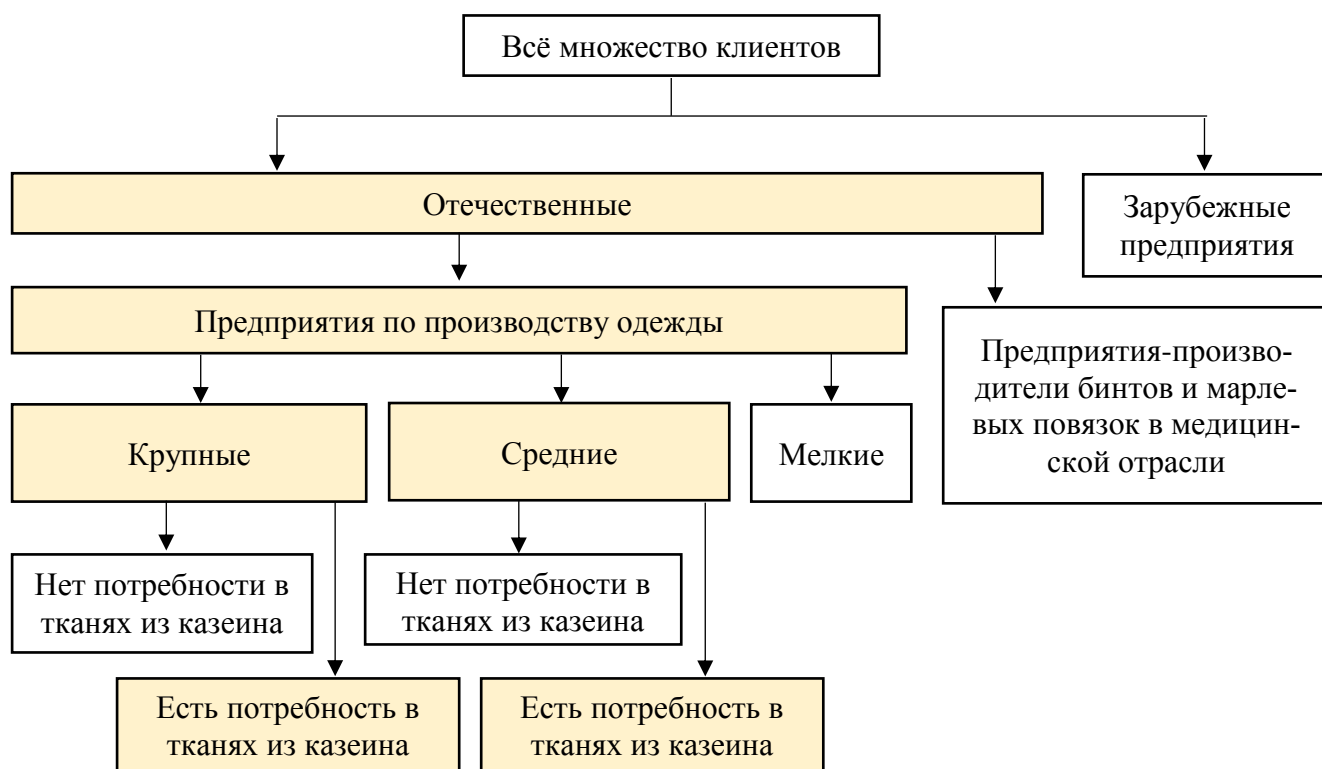 Всё множество клиентов
Отечественные
Зарубежные
предприятия
Предприятия по производству одежды
Предприятия-произво-
дители бинтов и марле-
вых повязок в медицин-
ской отрасли
Крупные
Средние
Мелкие
Нет потребности в
тканях из казеина
Нет потребности в
тканях из казеина
Есть потребность в
тканях из казеина
Есть потребность в
тканях из казеина